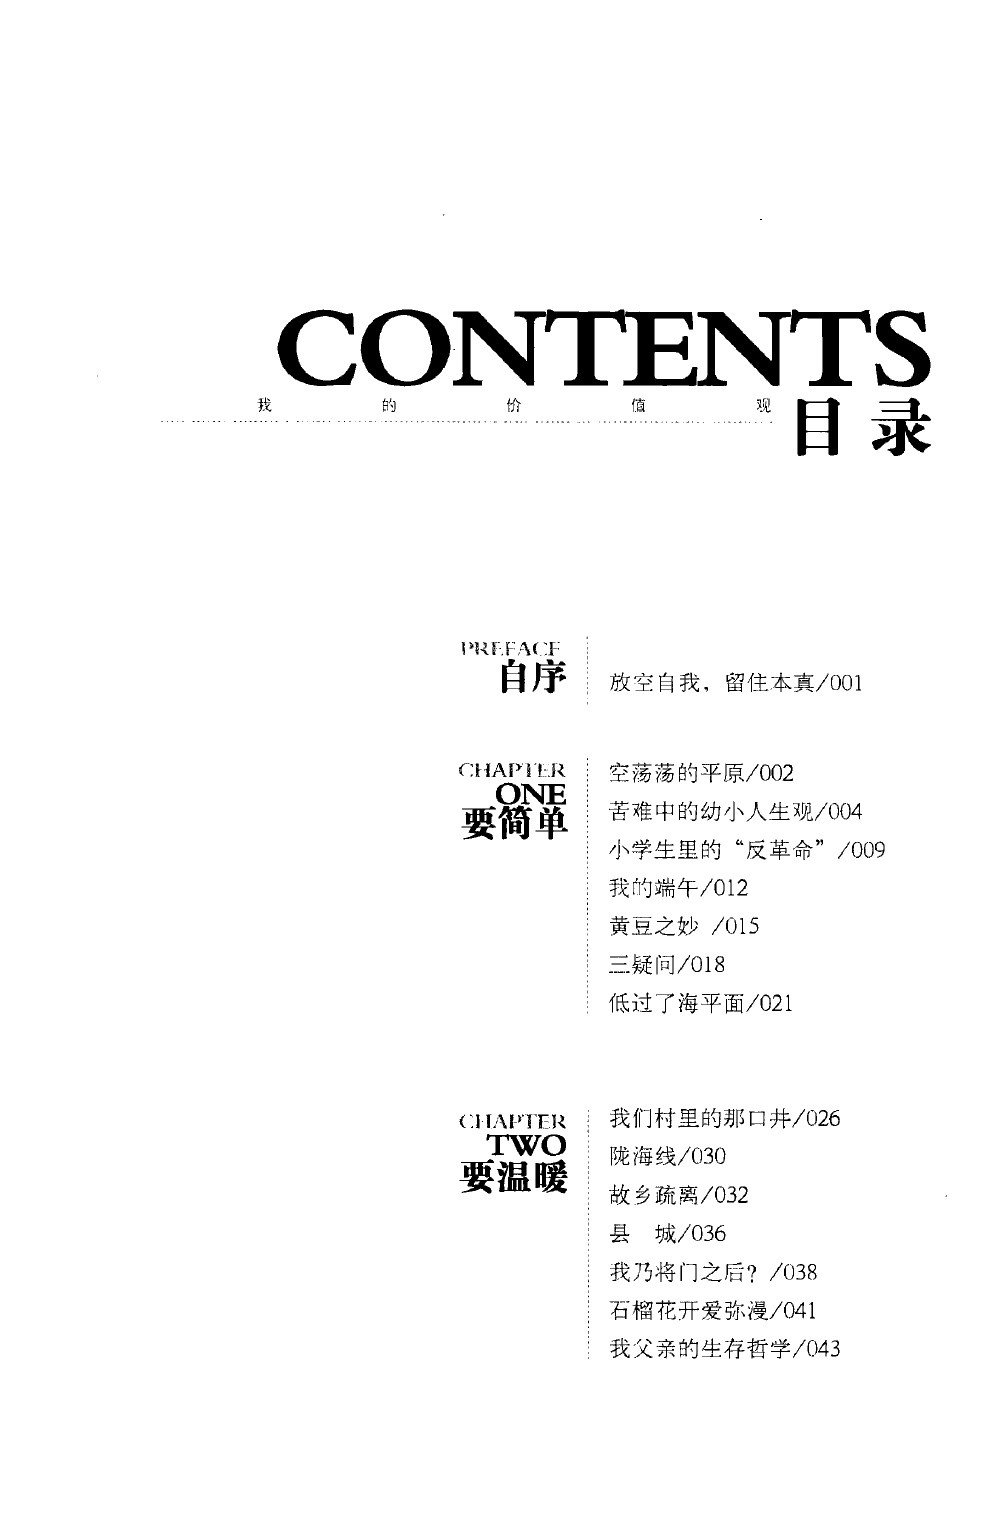 CONTENTS
我的价值观
目录
PREFACE
自序
放空自我，留住本真/001
CHAPTER
ONE
要简单
空荡荡的平原/002
苦难中的幼小人生观/004
小学生里的“反革命”/009
我的端午/012
黄豆之妙 /015
三疑问/018
低过了海平面/021
CHAPTER
TWO
要温暖
我们村里的那口井/026
陇海线/030
故乡疏离/032
县　城/036
我乃将门之后？/038
石榴花开爱弥漫/041
我父亲的生存哲学/043